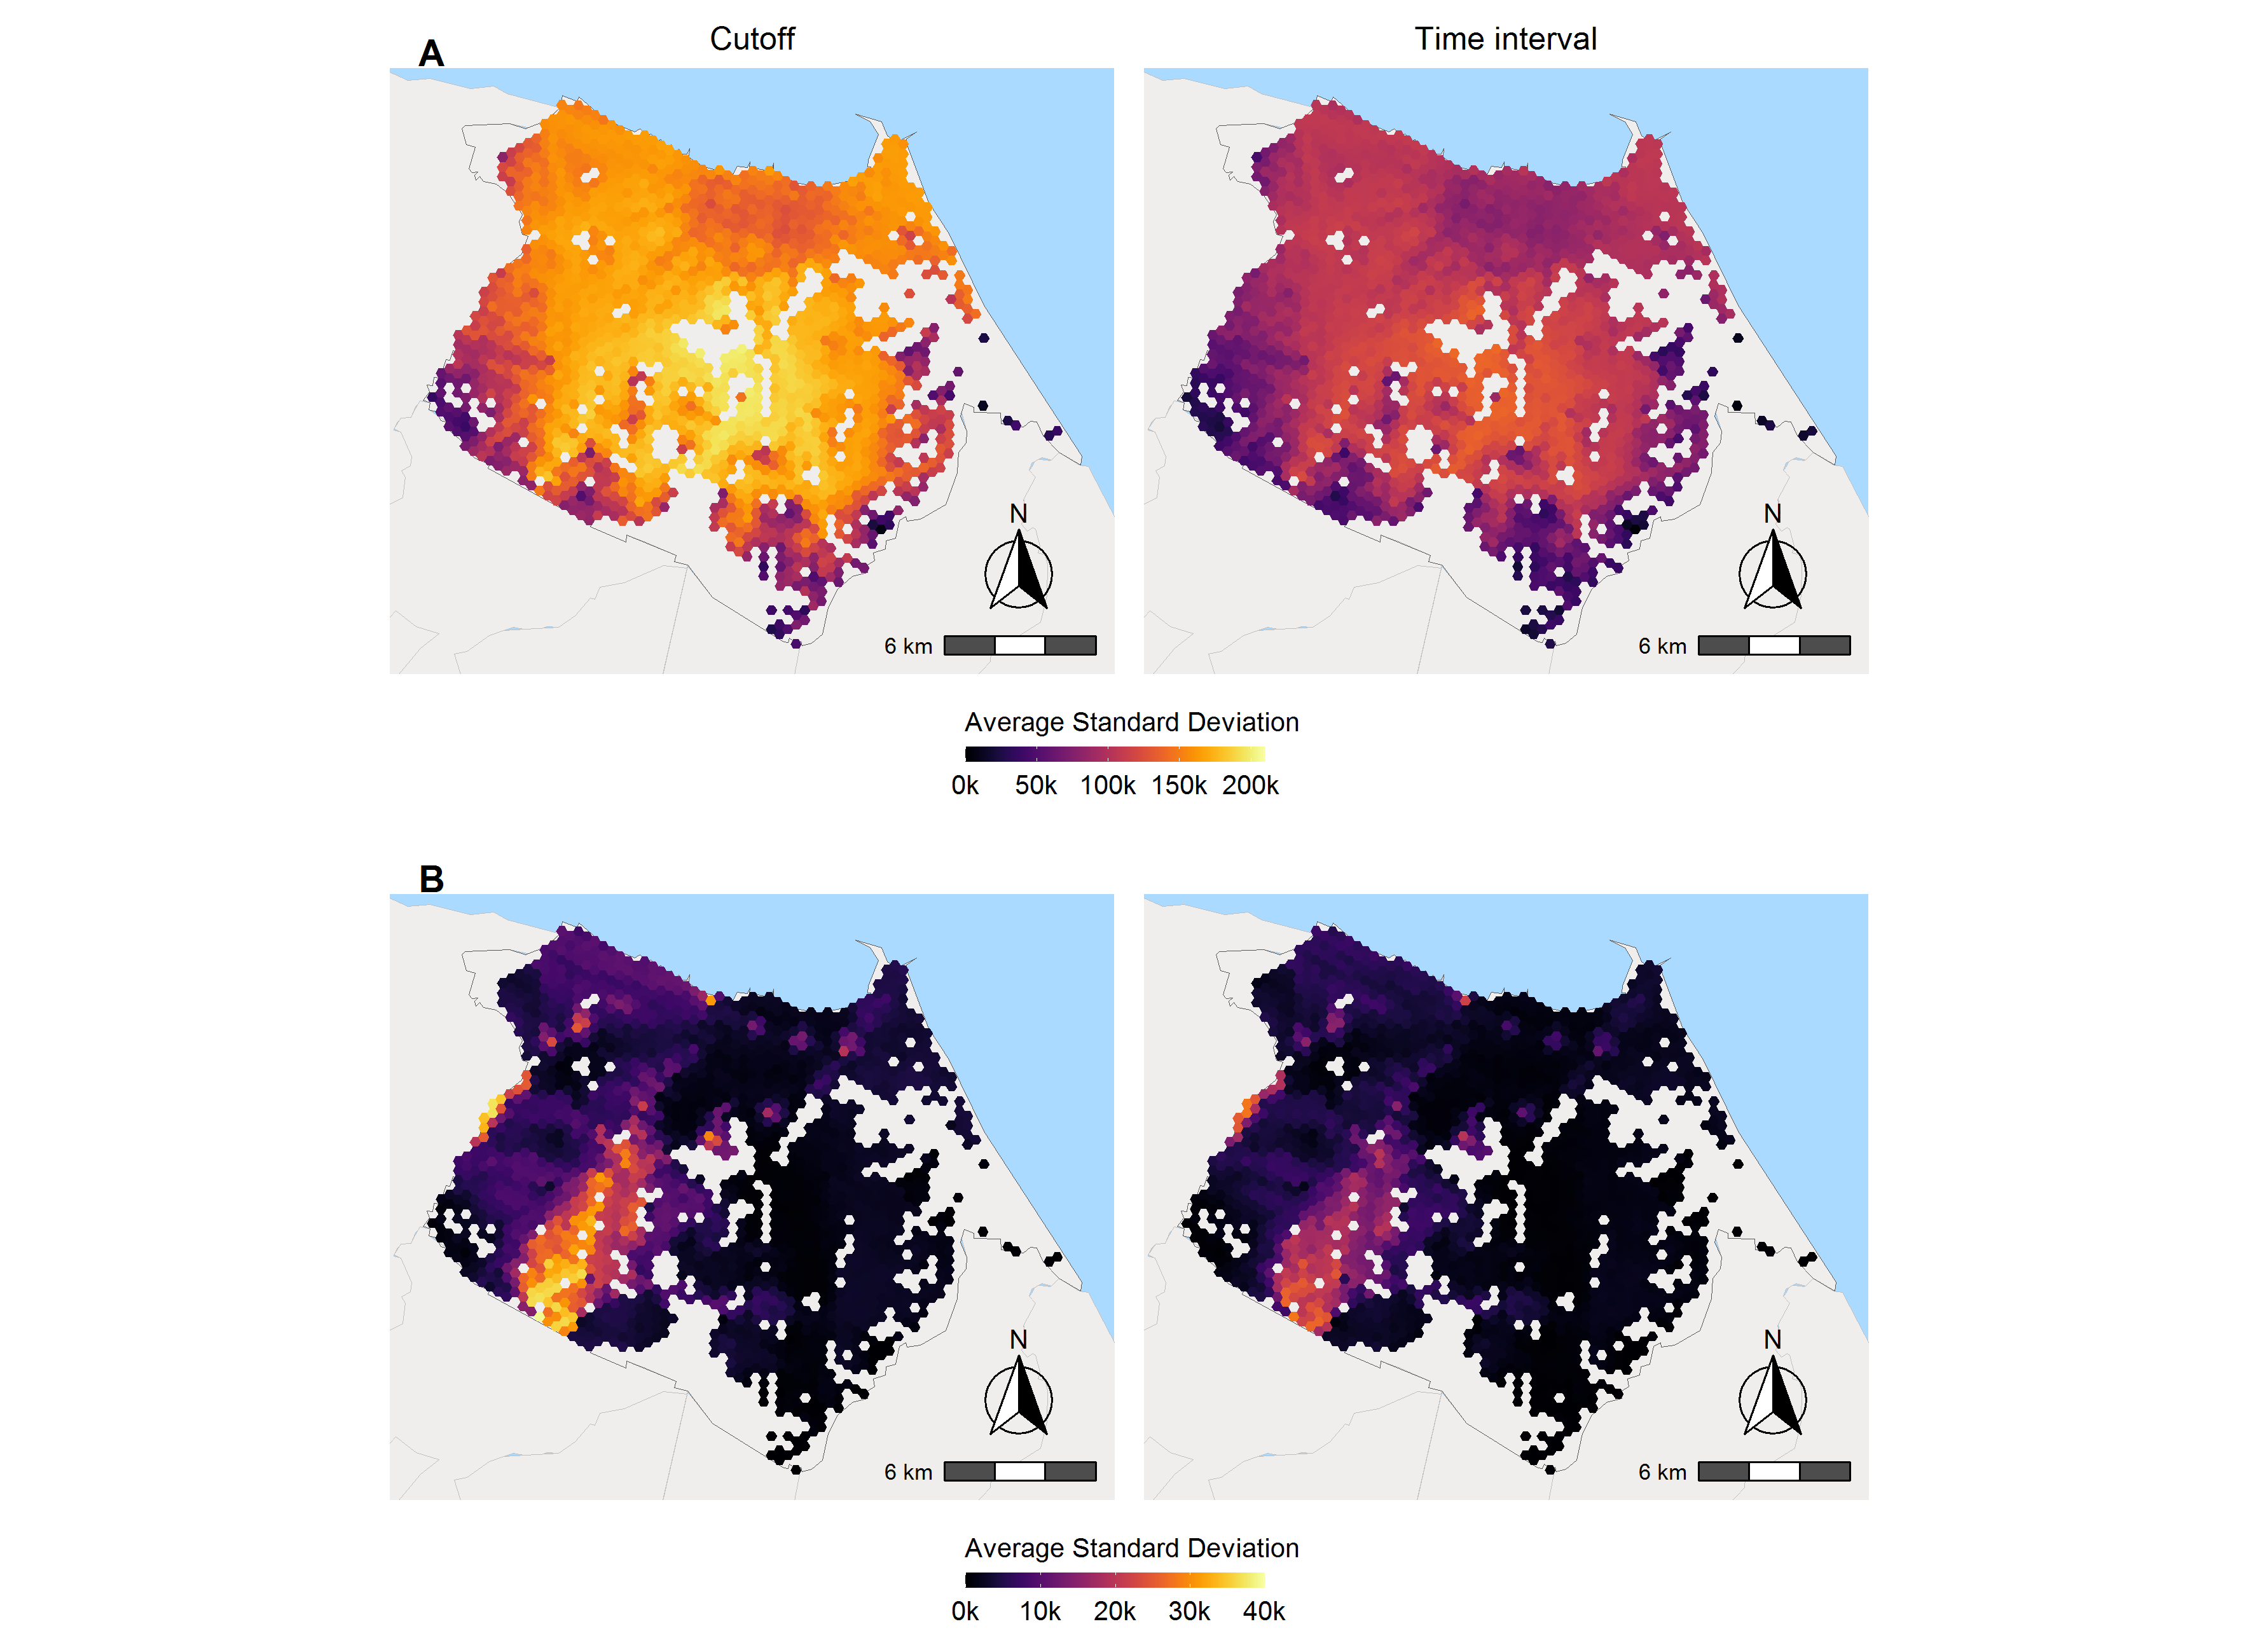 Cutoff
Time interval
A
N
6 km
N
6 km
Average Standard Deviation
0k 50k 100k 150k 200k
B
N
6 km
N
6 km
Average Standard Deviation
0k 10k 20k 30k 40k